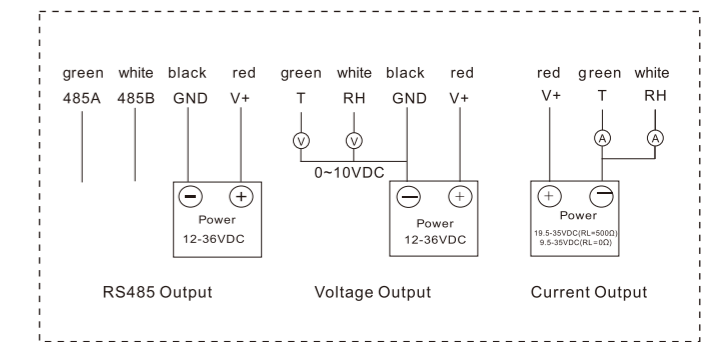 green white black red
485A 485B GND V+
Power
12-36VDC
RS485 Output
green white black red
T RH GND V+
V V
0~10VDC
Power
12-36VDC
Voltage Output
red green white
V+ T RH
A A
Power
19.5-35VDC(RL=500Ω)
9.5-35VDC(RL=0Ω)
Current Output